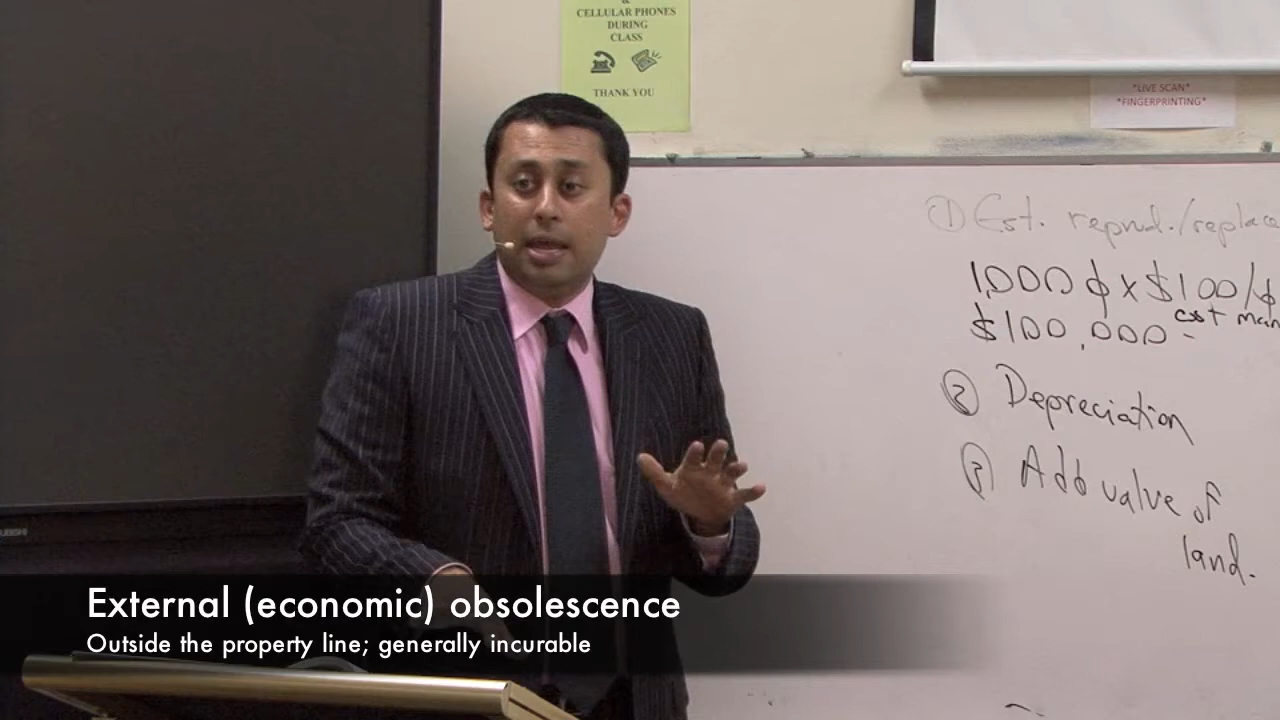 &
CELLULAR PHONES
DURING
CLASS
THANK YOU
*LIVE SCAN*
*FINGERPRINTING*
① Est. reprod./replace
1,000 ф x $100/ф
cost man
$100,000 -
② Depreciation
③ Add value of
land.
External (economic) obsolescence
Outside the property line; generally incurable